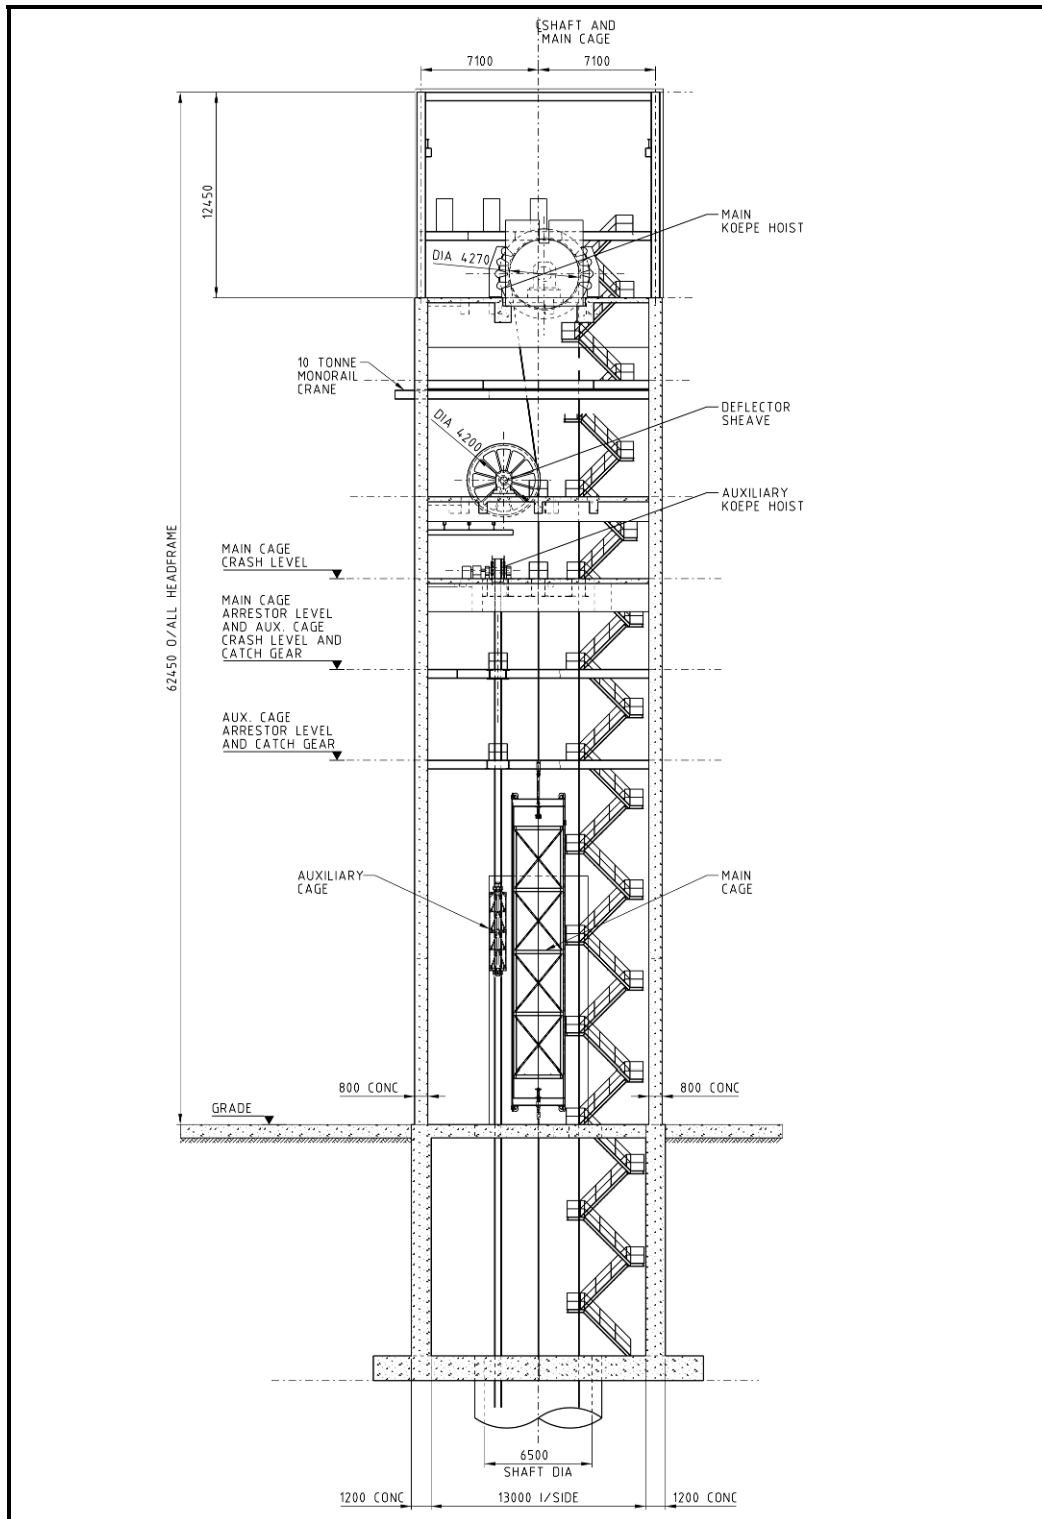 ℄SHAFT AND
MAIN CAGE
7100
7100
12450
MAIN
KOEPE HOIST
DIA 4270
10 TONNE
MONORAIL
CRANE
DIA 4200
DEFLECTOR
SHEAVE
AUXILIARY
KOEPE HOIST
62450 O/ALL HEADFRAME
MAIN CAGE
CRASH LEVEL
MAIN CAGE
ARRESTOR LEVEL
AND AUX. CAGE
CRASH LEVEL AND
CATCH GEAR
AUX. CAGE
ARRESTOR LEVEL
AND CATCH GEAR
AUXILIARY
CAGE
MAIN
CAGE
800 CONC
800 CONC
GRADE
6500
SHAFT DIA
1200 CONC
13000 I/SIDE
1200 CONC